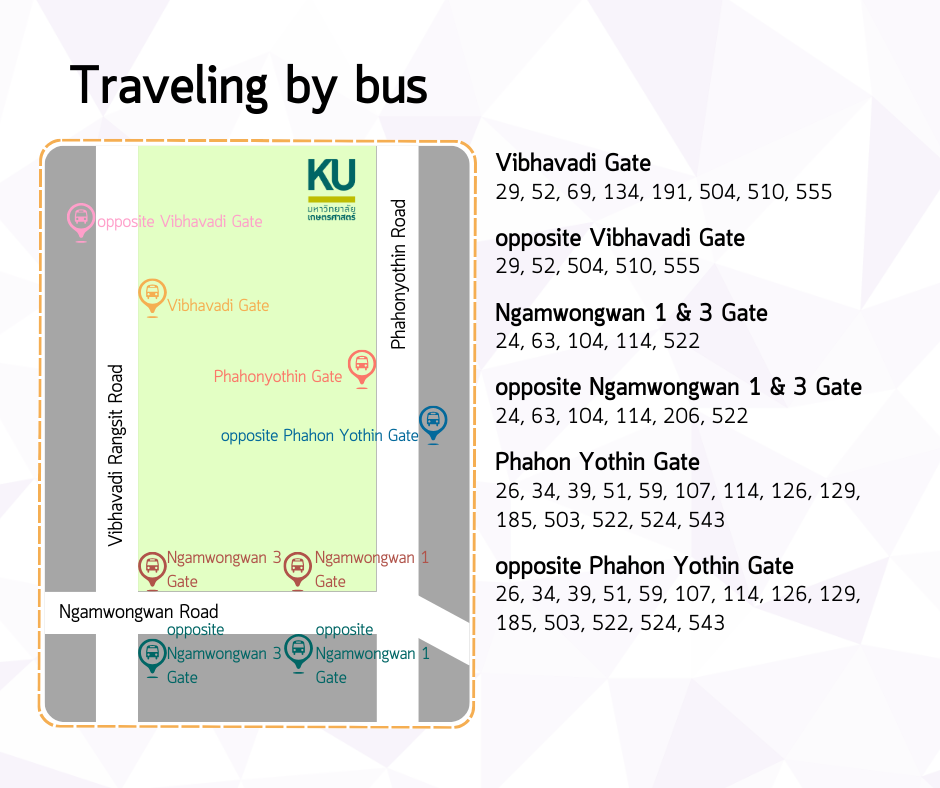 Traveling by bus
KU
มหาวิทยาลัย
เกษตรศาสตร์
opposite Vibhavadi Gate
Vibhavadi Gate
Phahonyothin Road
Phahonyothin Gate
opposite Phahon Yothin Gate
Vibhavadi Rangsit Road
Ngamwongwan 3
Gate
Ngamwongwan 1
Gate
Ngamwongwan Road
opposite
Ngamwongwan 3
Gate
opposite
Ngamwongwan 1
Gate
Vibhavadi Gate
29, 52, 69, 134, 191, 504, 510, 555
opposite Vibhavadi Gate
29, 52, 504, 510, 555
Ngamwongwan 1 & 3 Gate
24, 63, 104, 114, 522
opposite Ngamwongwan 1 & 3 Gate
24, 63, 104, 114, 206, 522
Phahon Yothin Gate
26, 34, 39, 51, 59, 107, 114, 126, 129,
185, 503, 522, 524, 543
opposite Phahon Yothin Gate
26, 34, 39, 51, 59, 107, 114, 126, 129,
185, 503, 522, 524, 543